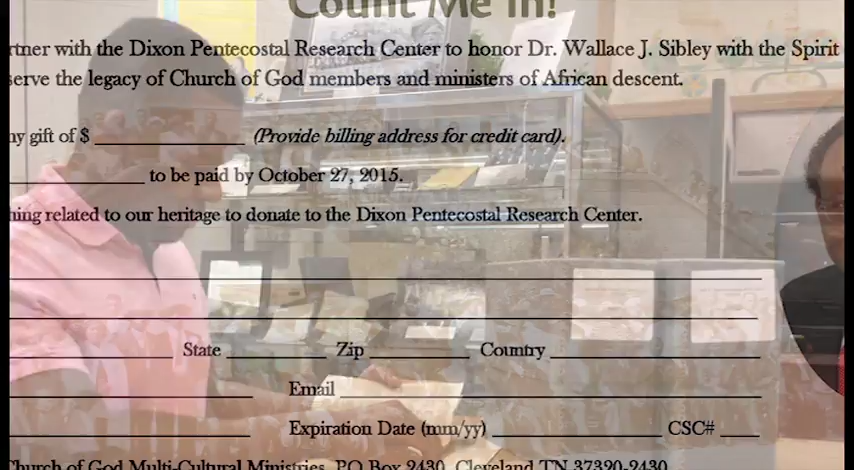 Count Me In!
rtner with the Dixon Pentecostal Research Center to honor Dr. Wallace J. Sibley with the Spirit
serve the legacy of Church of God members and ministers of African descent.
ny gift of $ (Provide billing address for credit card).
to be paid by October 27, 2015.
hing related to our heritage to donate to the Dixon Pentecostal Research Center.
State Zip Country
Email
Expiration Date (mm/yy) CSC#
Church of God Multi-Cultural Ministries, PO Box 2430, Cleveland TN 37320-2430